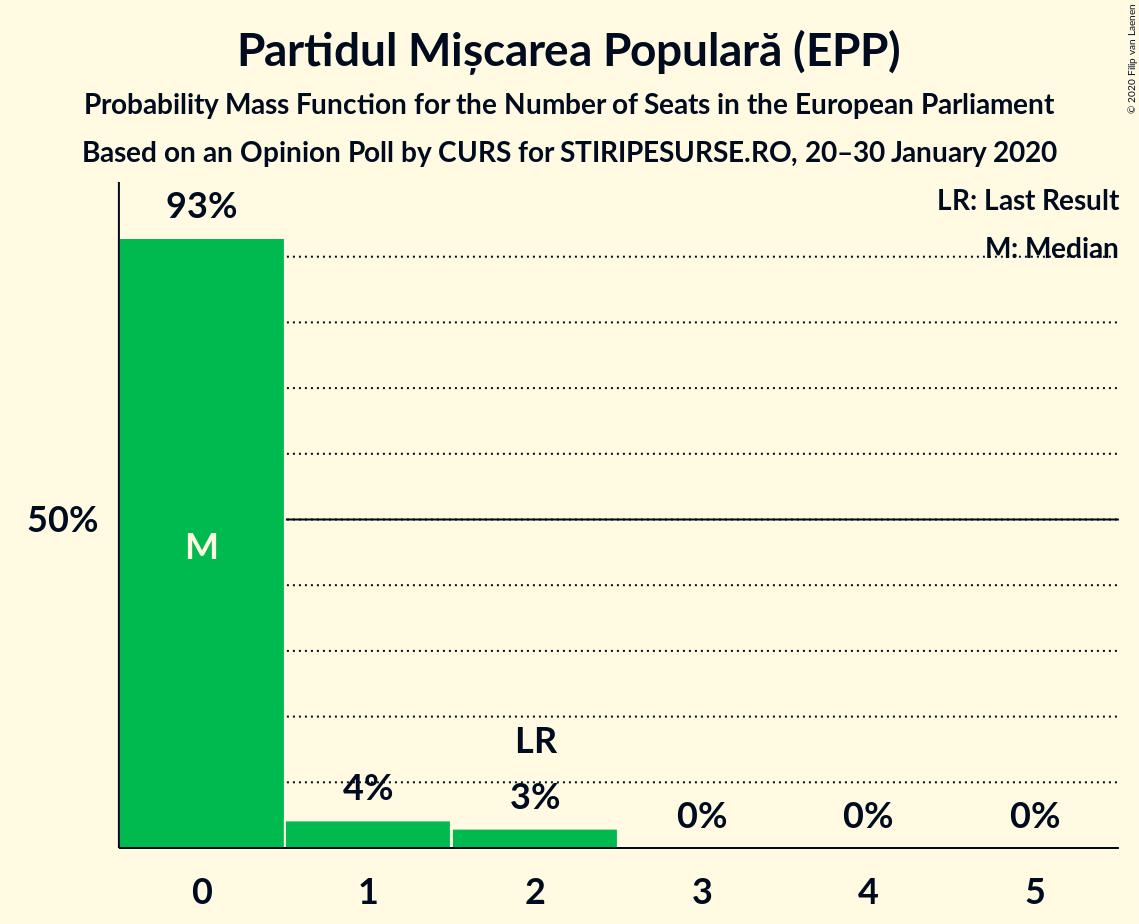 Partidul Mișcarea Populară (EPP)
Probability Mass Function for the Number of Seats in the European Parliament
Based on an Opinion Poll by CURS for STIRIPESURSE.RO, 20–30 January 2020
© 2020 Filip van Laenen
LR: Last Result
M: Median
93%
50%
M
LR
4%
3%
0%
0%
0%
0
1
2
3
4
5